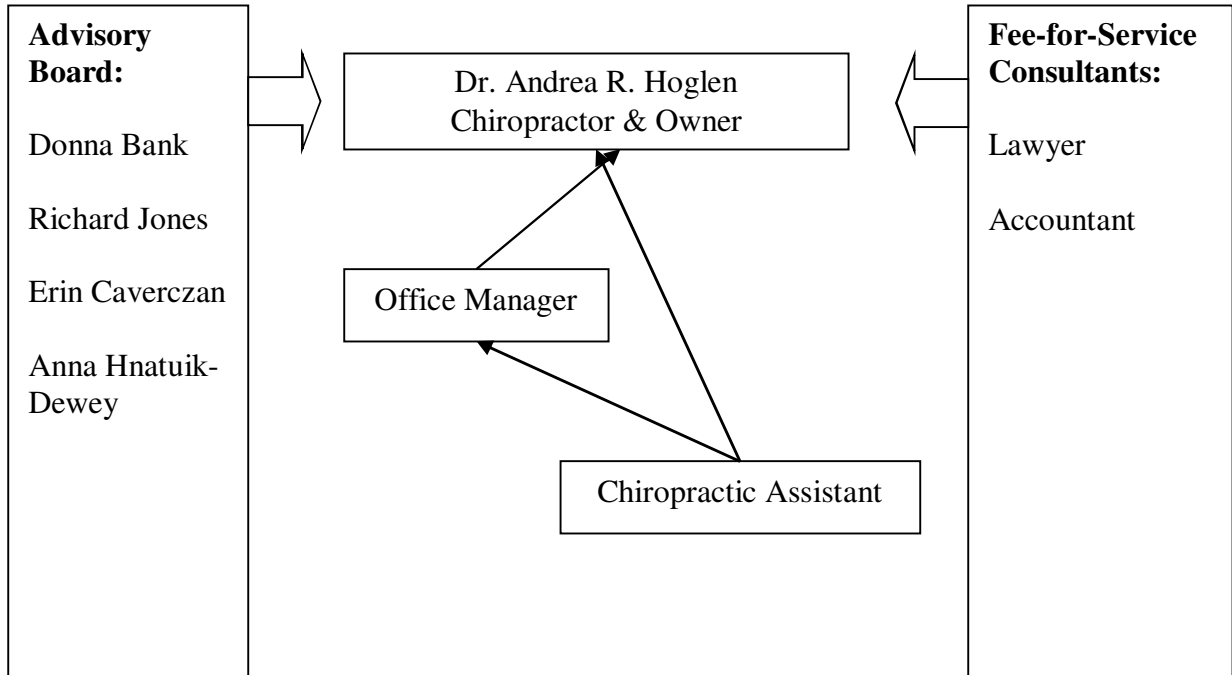 Advisory
Board:
Donna Bank
Richard Jones
Erin Caverczan
Anna Hnatuik-
Dewey
Dr. Andrea R. Hoglen
Chiropractor & Owner
Office Manager
Chiropractic Assistant
Fee-for-Service
Consultants:
Lawyer
Accountant